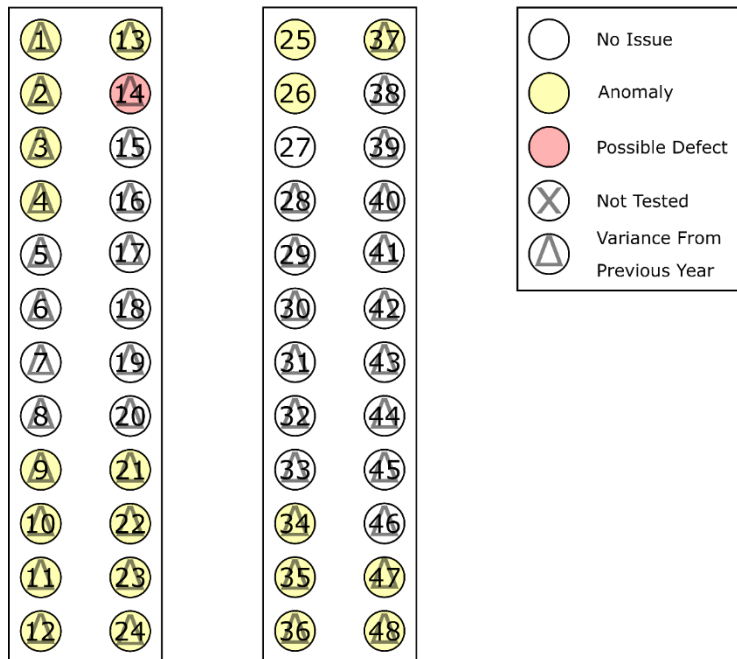 1 13 25 37 No Issue
2 14 26 38 Anomaly
3 15 27 39 Possible Defect
4 16 28 40 X Not Tested
5 17 29 41 Variance From
Previous Year
6 18 30 42
7 19 31 43
8 20 32 44
9 21 33 45
10 22 34 46
11 23 35 47
12 24 36 48